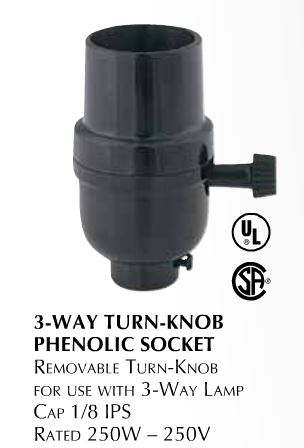 UL
®
SA®
3-WAY TURN-KNOB
PHENOLIC SOCKET
REMOVABLE TURN-KNOB
FOR USE WITH 3-WAY LAMP
CAP 1/8 IPS
RATED 250W – 250V